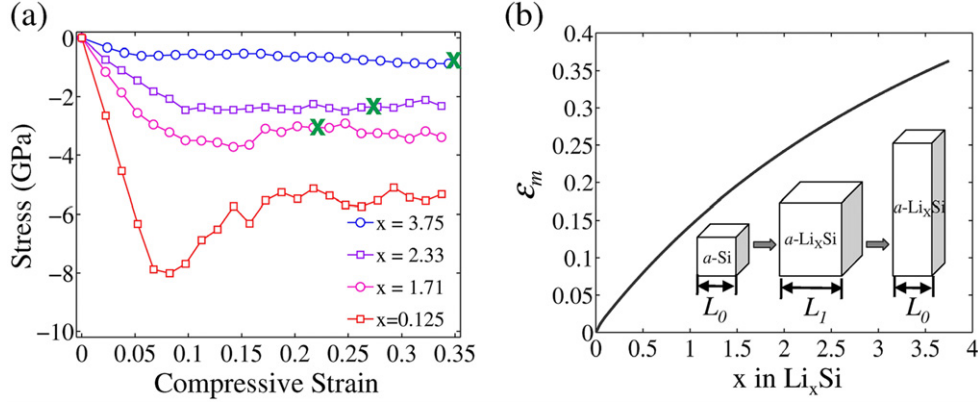 (a)
Stress (GPa)
0
−2
−4
−6
−8
−10
X
X
X
x = 3.75
x = 2.33
x = 1.71
x=0.125
0 0.05 0.1 0.15 0.2 0.25 0.3 0.35
Compressive Strain
(b)
εm
0.4
0.35
0.3
0.25
0.2
0.15
0.1
0.05
0
a-Si
a-LiXSi
a-LiXSi
L0
L1
L0
0 0.5 1 1.5 2 2.5 3 3.5 4
x in LixSi